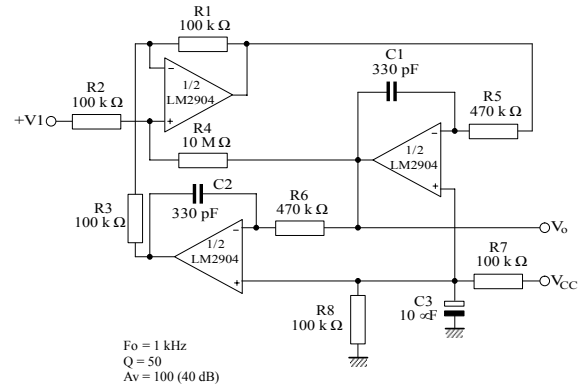 R1
100 k Ω
C1
330 pF
R2
100 k Ω
1/2
LM2904
R5
470 k Ω
+V1
R4
10 M Ω
1/2
LM2904
C2
330 pF
R3
100 k Ω
R6
470 k Ω
1/2
LM2904
Vo
R7
100 k Ω
VCC
R8
100 k Ω
C3
10 ∝F
Fo = 1 kHz
Q = 50
Av = 100 (40 dB)